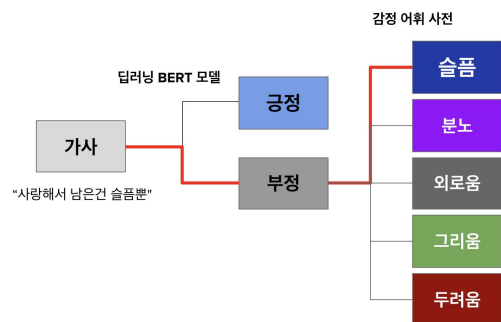 감정 어휘 사전
딥러닝 BERT 모델
슬픔
긍정
분노
가사
부정
외로움
"사랑해서 남은건 슬픔뿐"
그리움
두려움